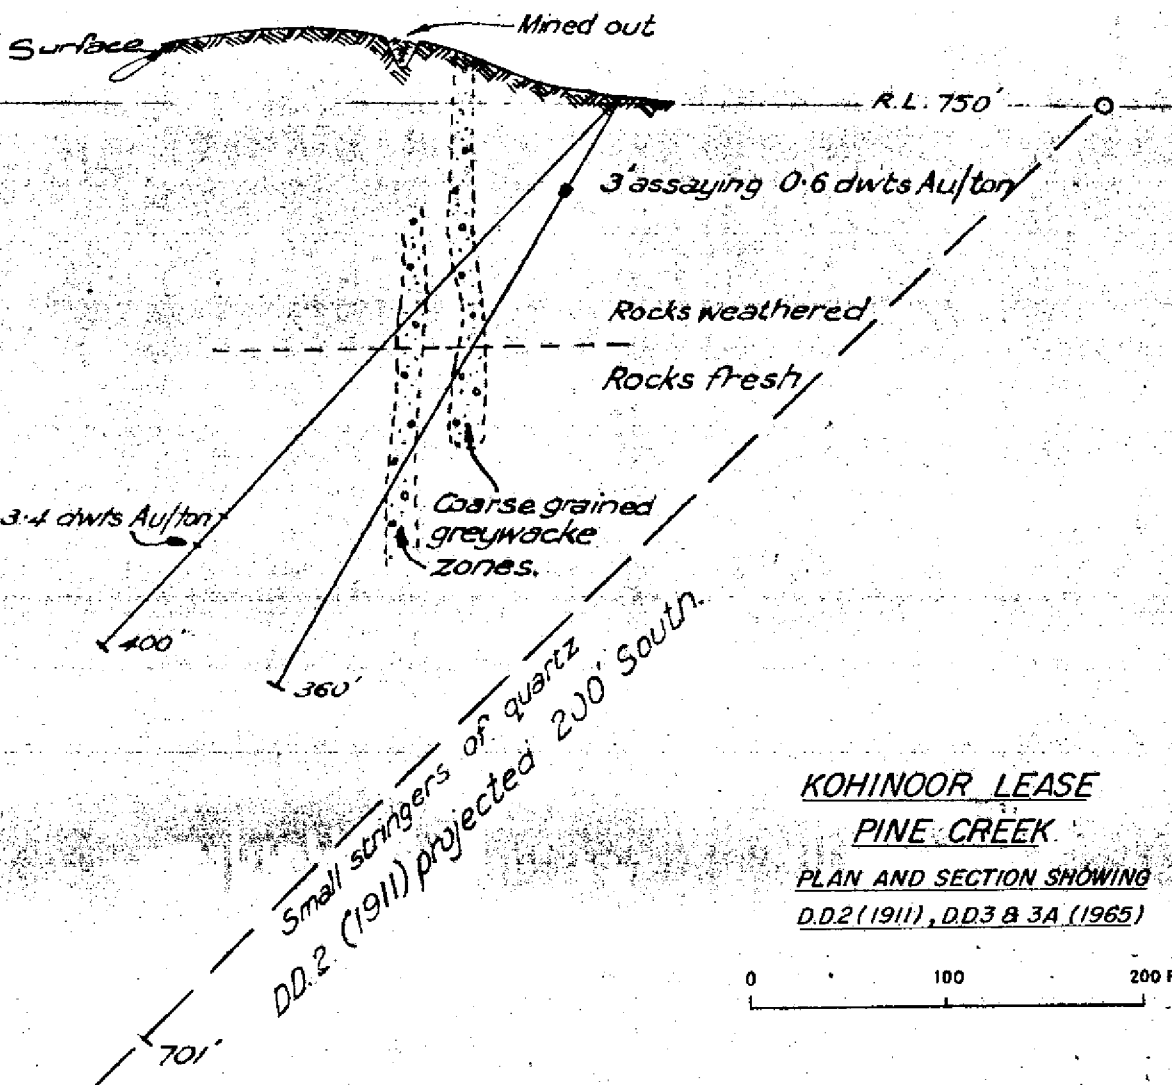 Mined out
Surface
R.L. 750'
3' assaying 0.6 dwts Au/ton
Rocks weathered
Rocks fresh
3.4 dwts Au/ton
Coarse grained
greywacke
zones.
400'
360'
Small stringers of quartz
D.D.2. (1911) projected 200' South.
701'
KOHINOOR LEASE
PINE CREEK
PLAN AND SECTION SHOWING
D.D.2 (1911), D.D.3 & 3A (1965)
0 100 200 F